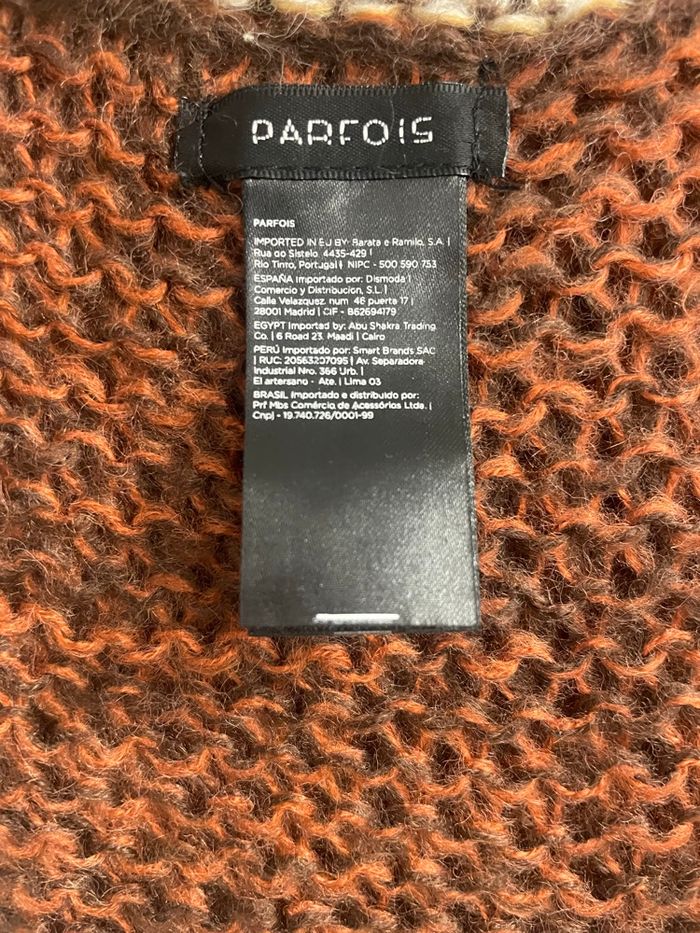 PARFOIS
PARFOIS
IMPORTED IN EU BY: Barata e Ramilo, S.A. |
Rua do Sistelo 4435-429 |
Rio Tinto, Portugal | NIPC - 500 590 753
ESPAÑA Importado por: Dismoda |
Comercio y Distribucion, S.L. |
Calle Velazquez. num 46 puerta 17 |
28001 Madrid | CIF - B62694179
EGYPT Imported by: Abu Shakra Trading
Co. | 6 Road 23. Maadi | Cairo
PERÚ Importado por: Smart Brands SAC
| RUC: 20563207095 | Av. Separadora
Industrial Nro. 366 Urb. |
El artersano - Ate. | Lima 03
BRASIL Importado e distribuído por:
Prf Mbs Comércio de Acessórios Ltda. |
Cnpj - 19.740.726/0001-99